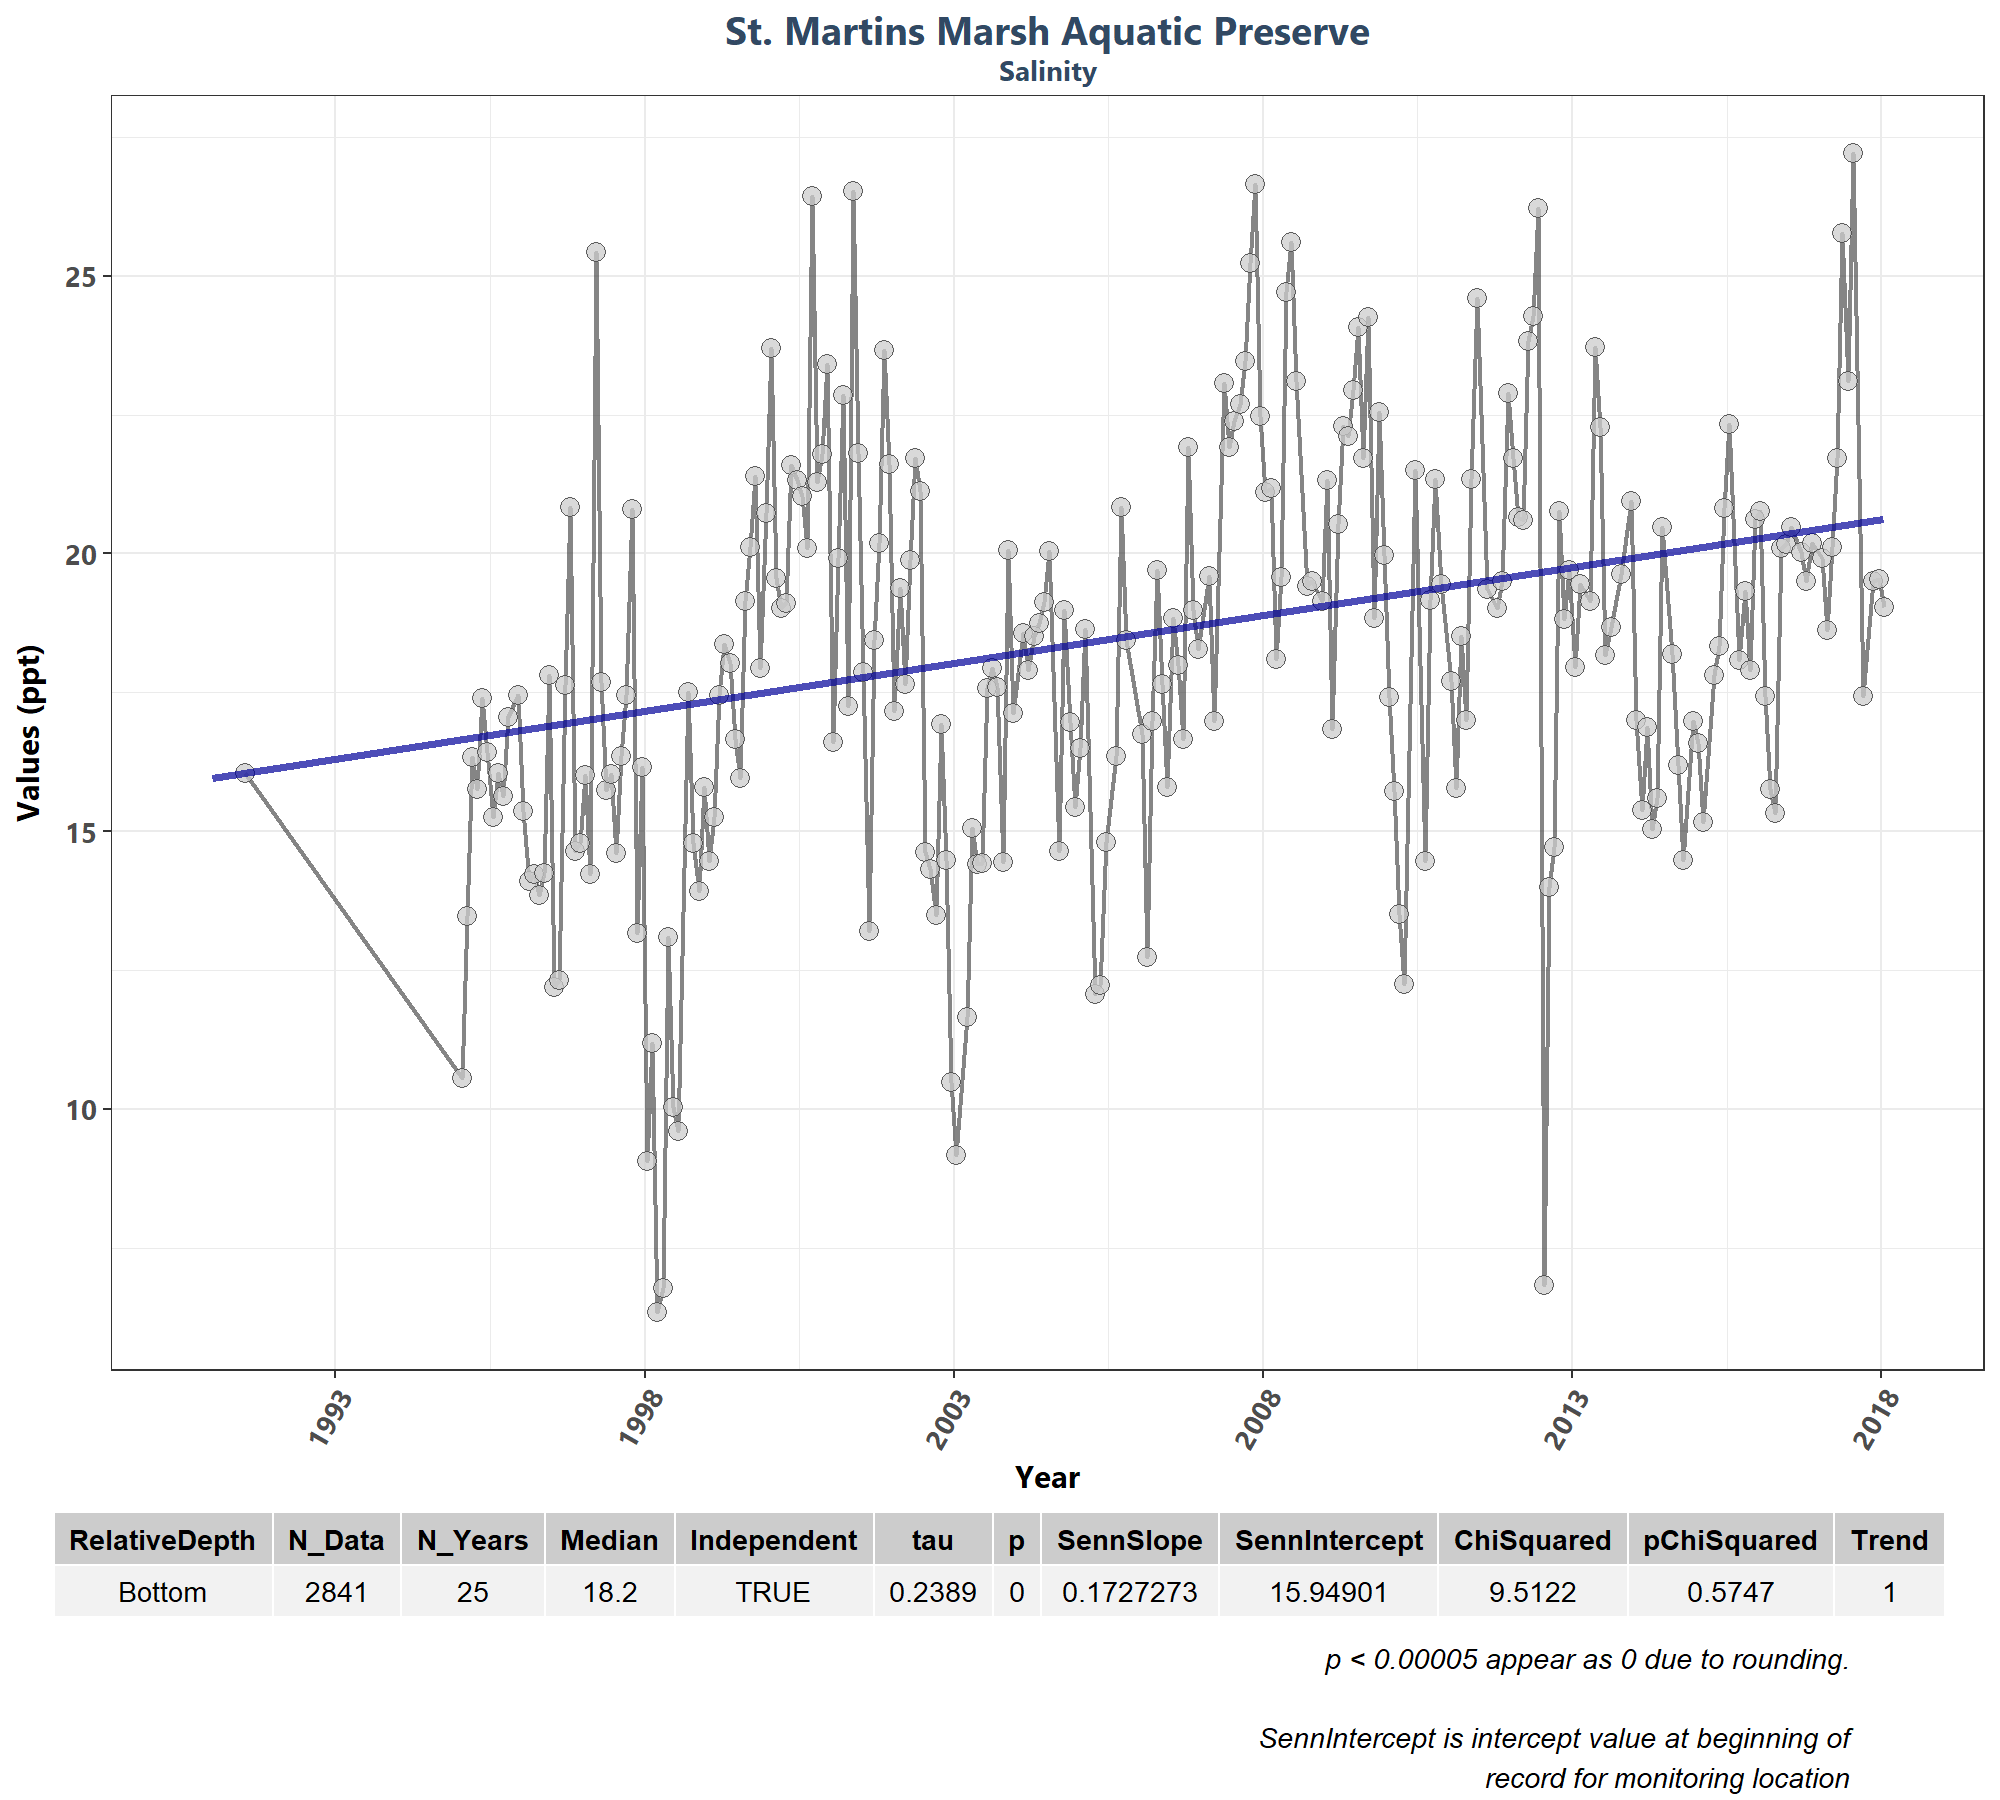 St. Martins Marsh Aquatic Preserve
Salinity
Values (ppt)
25
20
15
10
1993
1998
2003
2008
2013
2018
Year
RelativeDepth N_Data N_Years Median Independent tau p SennSlope SennIntercept ChiSquared pChiSquared Trend
Bottom 2841 25 18.2 TRUE 0.2389 0 0.1727273 15.94901 9.5122 0.5747 1
p < 0.00005 appear as 0 due to rounding.
SennIntercept is intercept value at beginning of
record for monitoring location